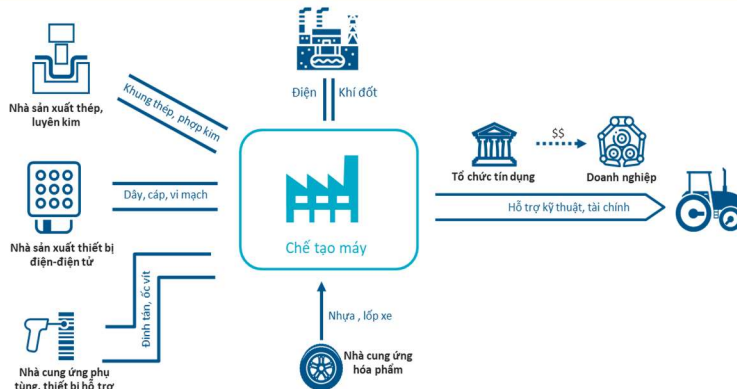 Điện
Khí đốt
Nhà sản xuất thép,
luyện kim
Khung thép, phợp kim
Tổ chức tín dụng
$$
Doanh nghiệp
Nhà sản xuất thiết bị
điện-điện tử
Dây, cáp, vi mạch
Chế tạo máy
Hỗ trợ kỹ thuật, tài chính
Nhà cung ứng phụ
tùng, thiết bị hỗ trợ
Đinh tán, ốc vít
Nhựa , lốp xe
Nhà cung ứng
hóa phẩm